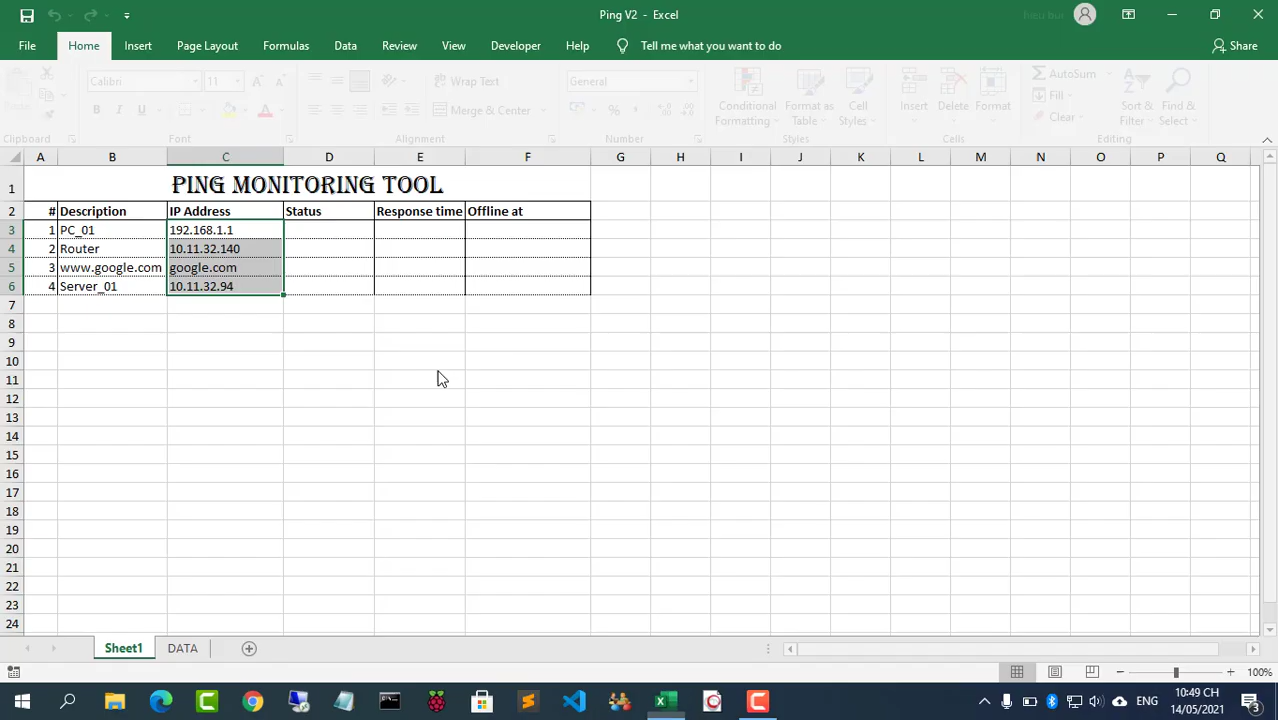 Ping V2 - Excel
File Home Insert Page Layout Formulas Data Review View Developer Help Tell me what you want to do Share
Calibri 11 Wrap Text General AutoSum
Merge & Center Fill
Conditional Formatting Format as Table Cell Styles Insert Delete Format Clear Sort & Filter Find & Select
Clipboard Font Alignment Number Styles Cells Editing
A B C D E F G H I J K L M N O P Q
1 PING MONITORING TOOL
2 # Description IP Address Status Response time Offline at
3 1 PC_01 192.168.1.1
4 2 Router 10.11.32.140
5 3 www.google.com google.com
6 4 Server_01 10.11.32.94
7
8
9
10
11
12
13
14
15
16
17
18
19
20
21
22
23
24
Sheet1 DATA
100%
ENG 10:49 CH
14/05/2021 3